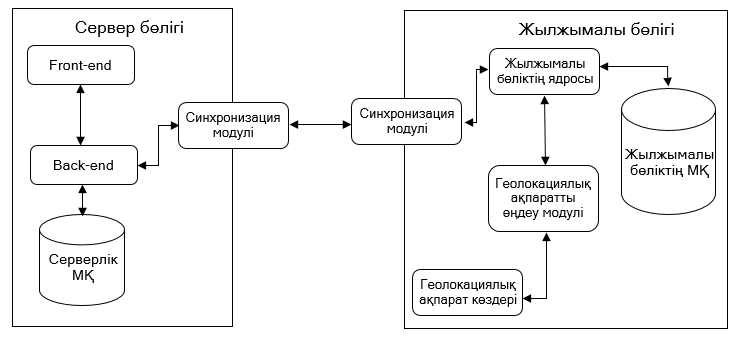 Сервер бөлігі
Front-end
Back-end
Серверлік
МҚ
Синхронизация
модулі
Синхронизация
модулі
Жылжымалы бөлігі
Жылжымалы
бөліктің ядросы
Жылжымалы
бөліктің МҚ
Геолокациялық
ақпаратты
өңдеу модулі
Геолокациялық
ақпарат көздері